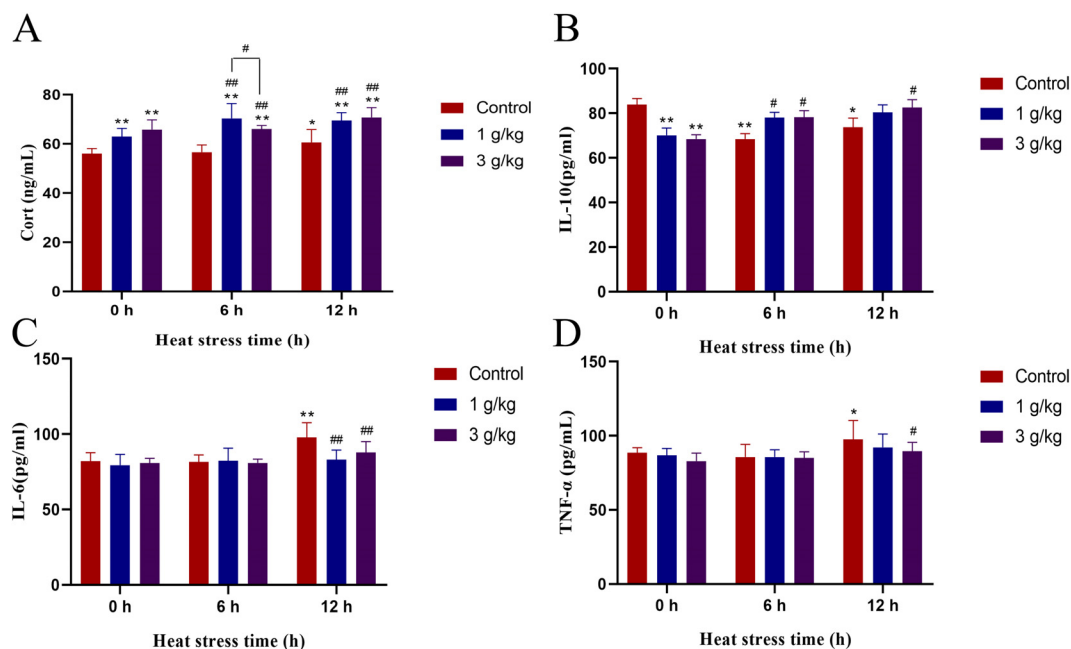 A
#
## ## ## ##
** ** ** ** * ** **
Cort (ng/mL)
80
60
40
20
0
0 h 6 h 12 h
Heat stress time (h)
Control
1 g/kg
3 g/kg
B
# # #
** ** ** *
IL-10(pg/ml)
100
80
60
40
20
0
0 h 6 h 12 h
Heat stress time (h)
Control
1 g/kg
3 g/kg
C
** ## ##
IL-6(pg/ml)
150
100
50
0
0 h 6 h 12 h
Heat stress time (h)
Control
1 g/kg
3 g/kg
D
* #
TNF-α (pg/mL)
150
100
50
0
0 h 6 h 12 h
Heat stress time (h)
Control
1 g/kg
3 g/kg